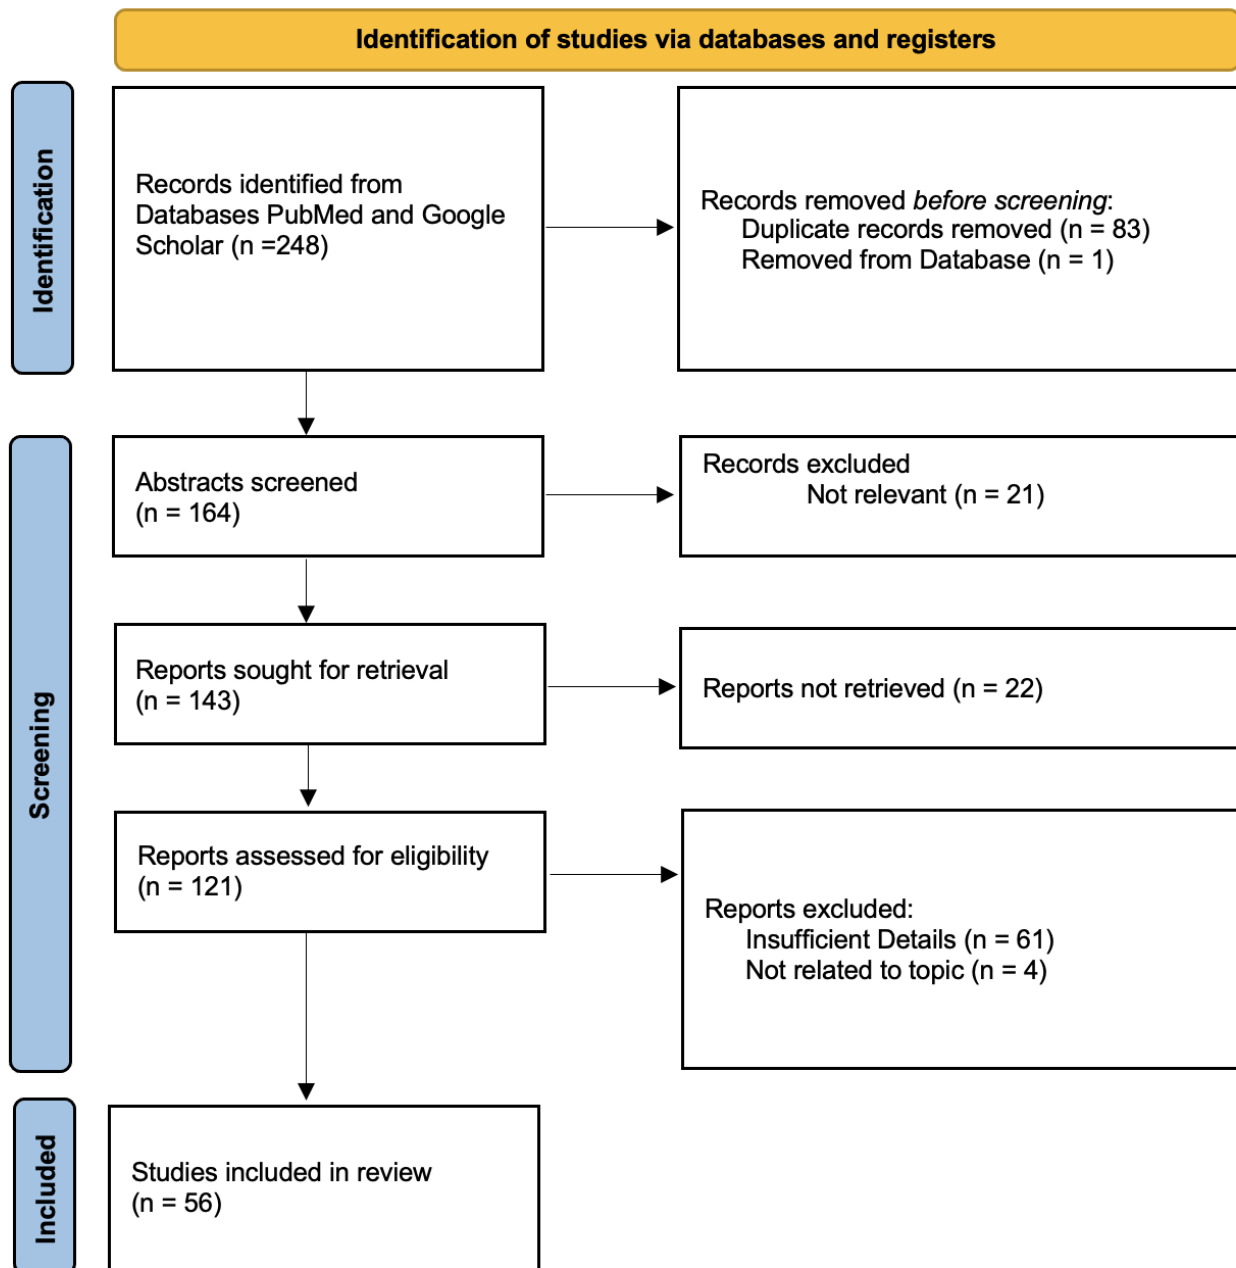 Identification of studies via databases and registers
Identification
Records identified from
Databases PubMed and Google
Scholar (n =248)
Records removed before screening:
Duplicate records removed (n = 83)
Removed from Database (n = 1)
Screening
Abstracts screened
(n = 164)
Records excluded
Not relevant (n = 21)
Reports sought for retrieval
(n = 143)
Reports not retrieved (n = 22)
Reports assessed for eligibility
(n = 121)
Reports excluded:
Insufficient Details (n = 61)
Not related to topic (n = 4)
Included
Studies included in review
(n = 56)